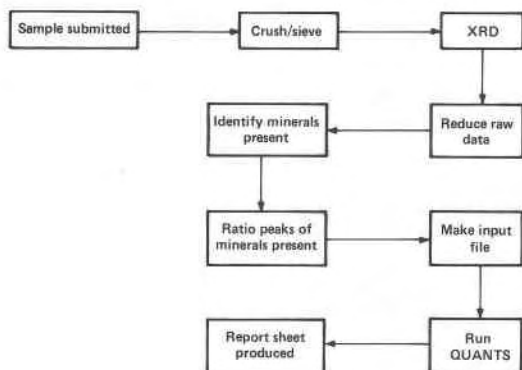 Sample submitted
Crush/sieve
XRD
Reduce raw
data
Identify minerals
present
Ratio peaks of
minerals present
Make input
file
Run
QUANTS
Report sheet
produced